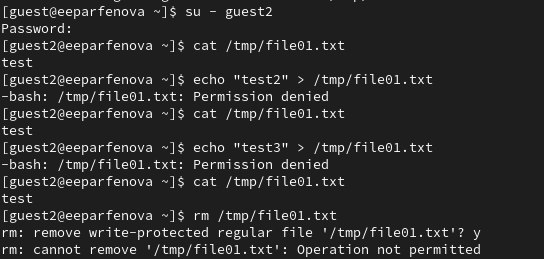 [guest@eeparfenova ~]$ su - guest2
Password:
[guest2@eeparfenova ~]$ cat /tmp/file01.txt
test
[guest2@eeparfenova ~]$ echo "test2" > /tmp/file01.txt
-bash: /tmp/file01.txt: Permission denied
[guest2@eeparfenova ~]$ cat /tmp/file01.txt
test
[guest2@eeparfenova ~]$ echo "test3" > /tmp/file01.txt
-bash: /tmp/file01.txt: Permission denied
[guest2@eeparfenova ~]$ cat /tmp/file01.txt
test
[guest2@eeparfenova ~]$ rm /tmp/file01.txt
rm: remove write-protected regular file '/tmp/file01.txt'? y
rm: cannot remove '/tmp/file01.txt': Operation not permitted